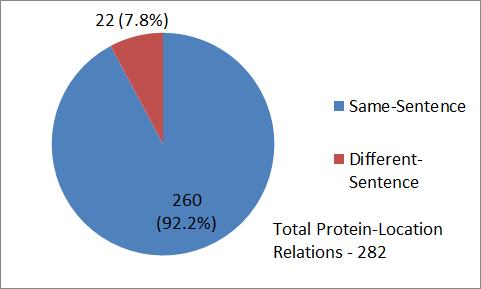 22 (7.8%)
Same-Sentence
Different-
Sentence
260
(92.2%)
Total Protein-Location
Relations - 282